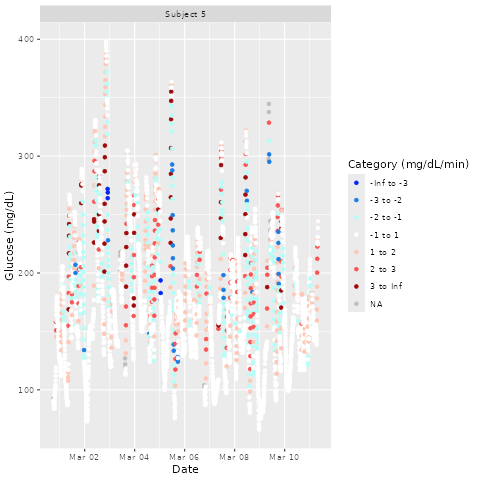 Subject 5
Glucose (mg/dL)
400
300
200
100
Mar 02 Mar 04 Mar 06 Mar 08 Mar 10
Date
Category (mg/dL/min)
-Inf to -3
-3 to -2
-2 to -1
-1 to 1
1 to 2
2 to 3
3 to Inf
NA